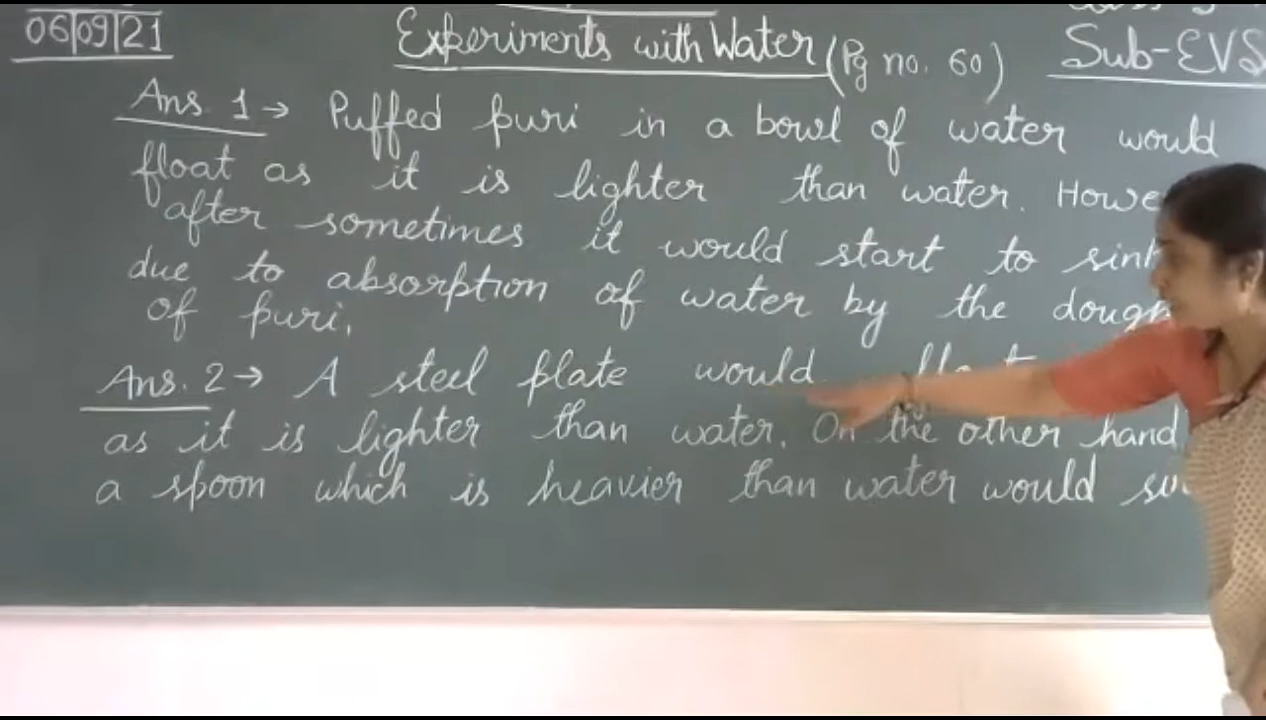 06|09|21
Experiments with Water (Pg no. 60)
Sub-EVS
Ans. 1 → Puffed puri in a bowl of water would
float as it is lighter than water. Howe
after sometimes it would start to sink
due to absorption of water by the dough
of puri.
Ans. 2 → A steel plate would float
as it is lighter than water. On the other hand
a spoon which is heavier than water would